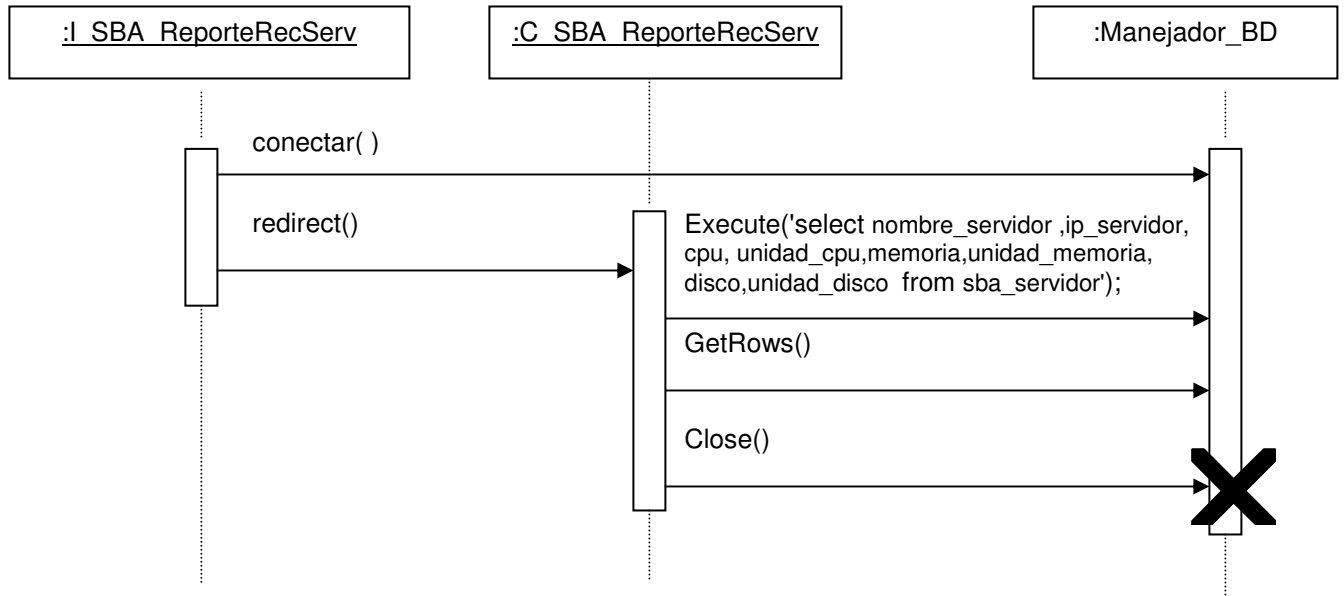 :I_SBA_ReporteRecServ
:C_SBA_ReporteRecServ
:Manejador_BD
conectar( )
redirect()
Execute('select nombre_servidor ,ip_servidor,
cpu, unidad_cpu,memoria,unidad_memoria,
disco,unidad_disco from sba_servidor');
GetRows()
Close()